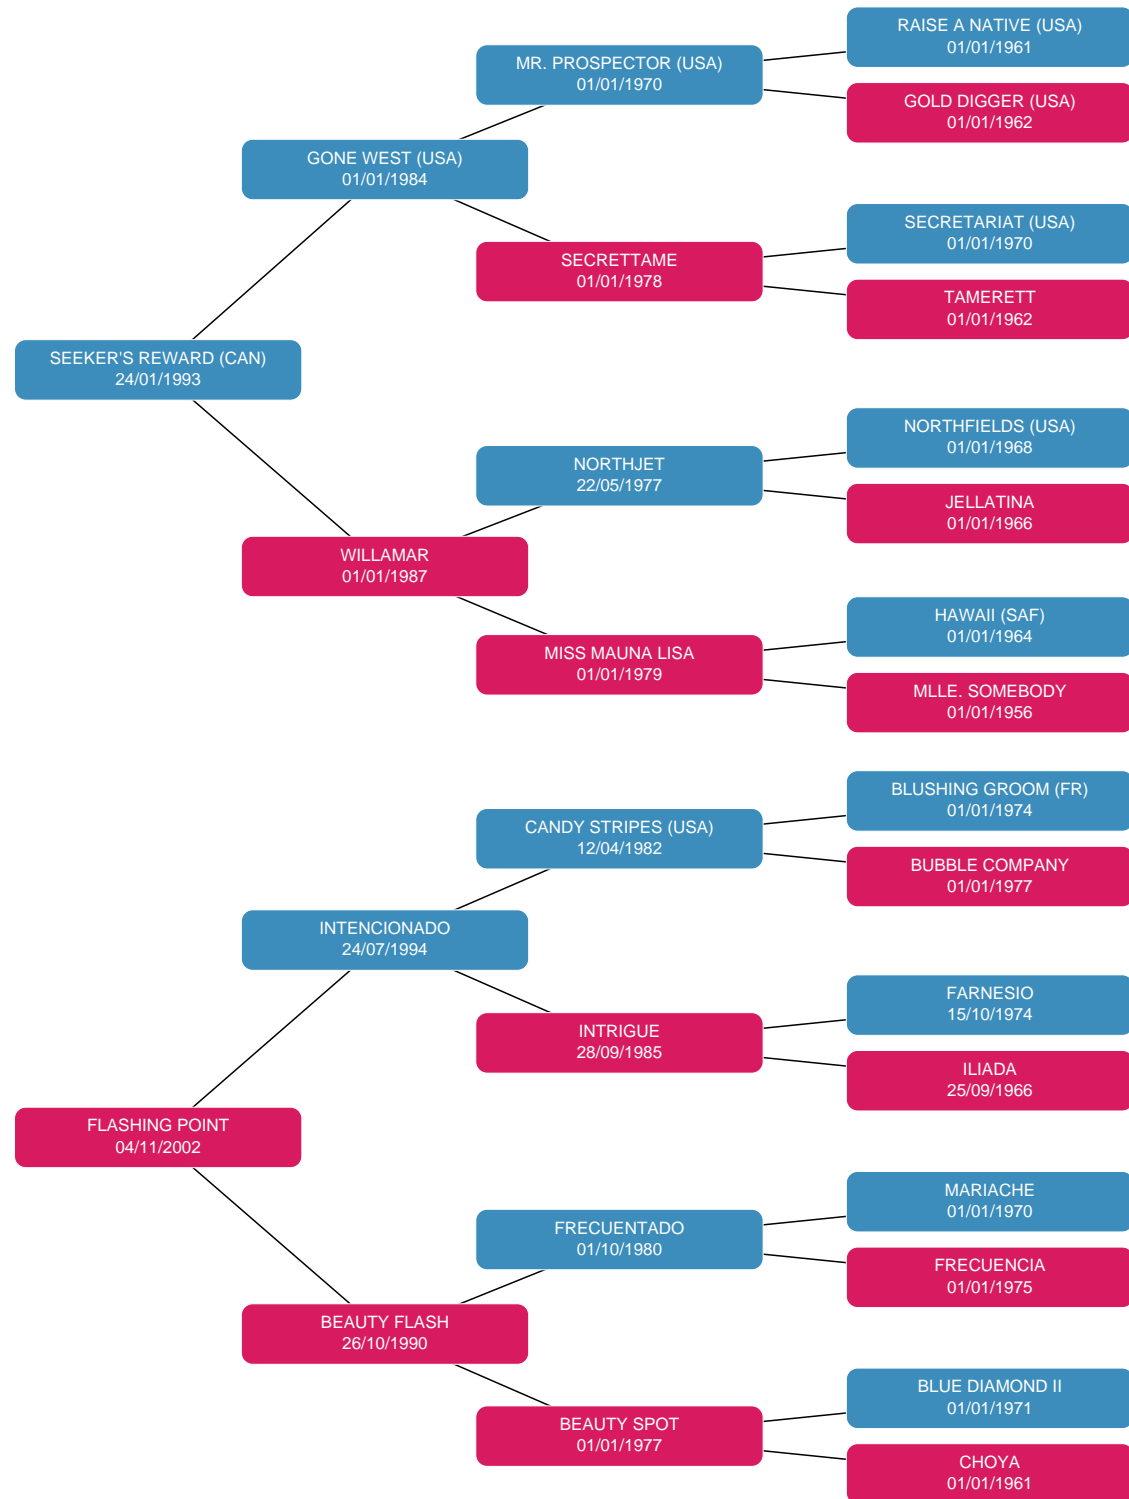 RAISE A NATIVE (USA)
01/01/1961
MR. PROSPECTOR (USA)
01/01/1970
GOLD DIGGER (USA)
01/01/1962
GONE WEST (USA)
01/01/1984
SECRETARIAT (USA)
01/01/1970
SECRETTAME
01/01/1978
TAMERETT
01/01/1962
SEEKER'S REWARD (CAN)
24/01/1993
NORTHFIELDS (USA)
01/01/1968
NORTHJET
22/05/1977
JELLATINA
01/01/1966
WILLAMAR
01/01/1987
HAWAII (SAF)
01/01/1964
MISS MAUNA LISA
01/01/1979
MLLE. SOMEBODY
01/01/1956
BLUSHING GROOM (FR)
01/01/1974
CANDY STRIPES (USA)
12/04/1982
BUBBLE COMPANY
01/01/1977
INTENCIONADO
24/07/1994
FARNESIO
15/10/1974
INTRIGUE
28/09/1985
ILIADA
25/09/1966
FLASHING POINT
04/11/2002
MARIACHE
01/01/1970
FRECUENTADO
01/10/1980
FRECUENCIA
01/01/1975
BEAUTY FLASH
26/10/1990
BLUE DIAMOND II
01/01/1971
BEAUTY SPOT
01/01/1977
CHOYA
01/01/1961